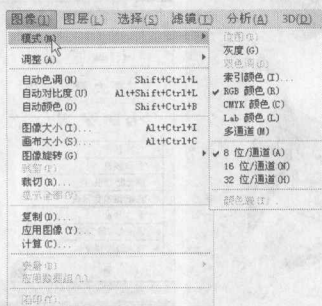 图像(I) 图层(L) 选择(S) 滤镜(T) 分析(A) 3D(D)
模式(M)
调整(A)
自动色调(N) Shift+Ctrl+L
自动对比度(U) Alt+Shift+Ctrl+L
自动颜色(O) Shift+Ctrl+B
图像大小(I)... Alt+Ctrl+I
画布大小(S)... Alt+Ctrl+C
图像旋转(G)
裁切(R)...
复制(D)...
应用图像(Y)...
计算(C)...
灰度(G)
索引颜色(I)...
RGB 颜色(R)
CMYK 颜色(C)
Lab 颜色(L)
多通道(M)
8 位/通道(A)
16 位/通道(N)
32 位/通道(H)
颜色表(T)...